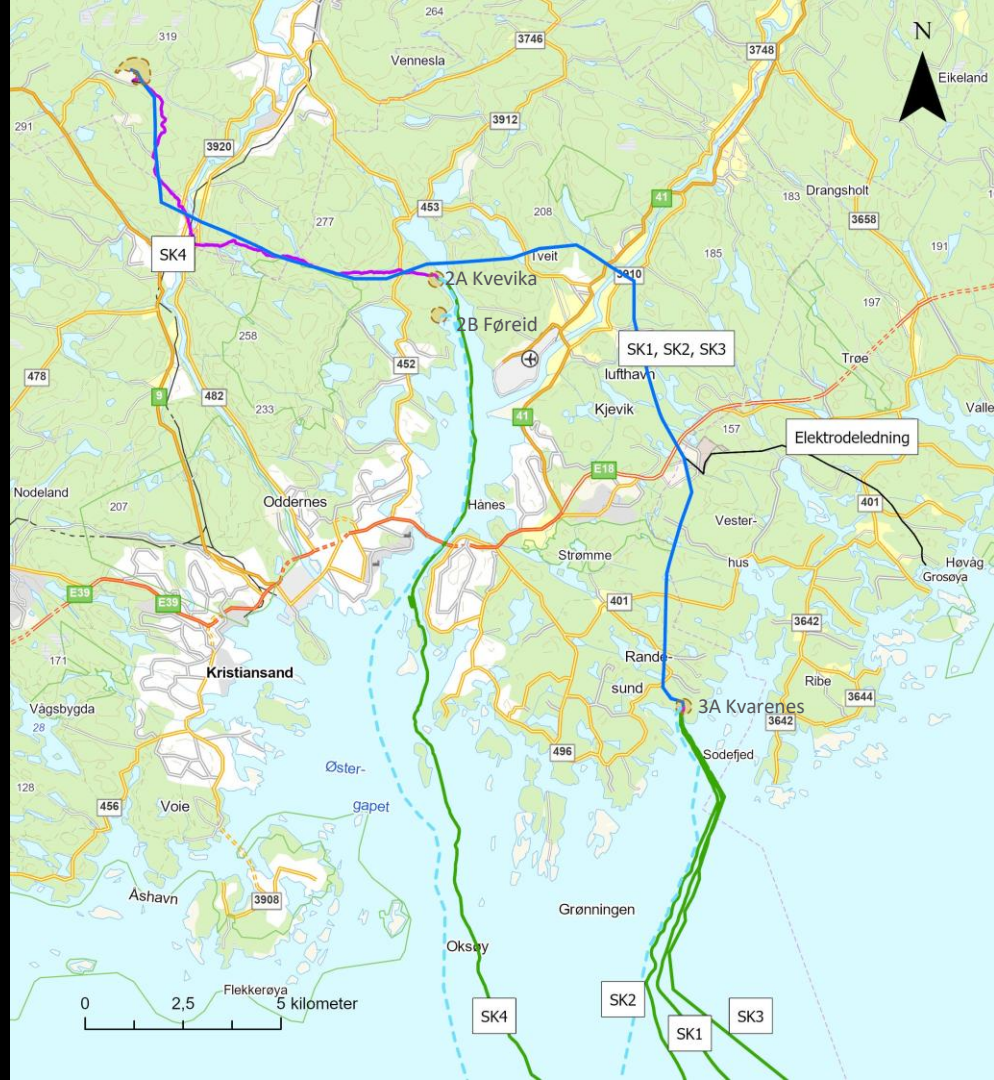 264
319
3746
N
3748
Vennesla
Eikeland
291
3912
3920
183
Drangsholt
41
453
208
3658
277
191
SK4
Tveit
185
3910
2A Kvevika
197
2B Føreid
258
SK1, SK2, SK3
Trøe
452
lufthavn
478
9
482
Kjevik
Valle
233
41
157
Elektrodeledning
E18
Nodeland
Oddernes
401
207
Hånes
Vester-
Strømme
hus
Høvåg
Grosøya
E39
E39
401
3642
171
Kristiansand
Rande-
Ribe
sund
3644
Vågsbygda
3A Kvarenes
28
3642
496
Sodefjed
Øster-
128
gapet
456
Voie
Åshavn
3908
Grønningen
Oksøy
Flekkerøya
0
2,5
5 kilometer
SK2
SK4
SK3
SK1